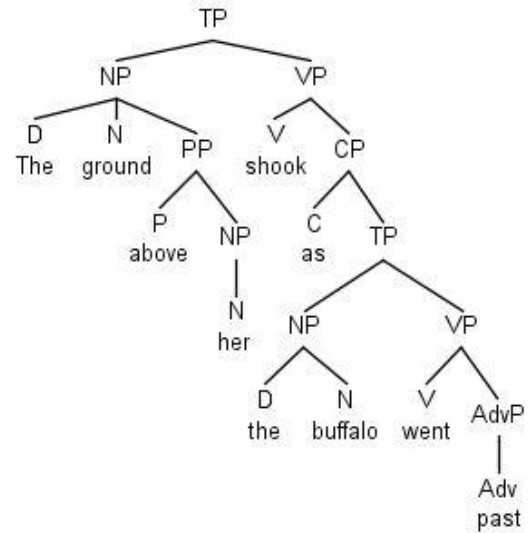 TP
NP VP
D N PP V CP
The ground shook
P NP C TP
above as
N NP VP
her
D N V AdvP
the buffalo went
Adv
past